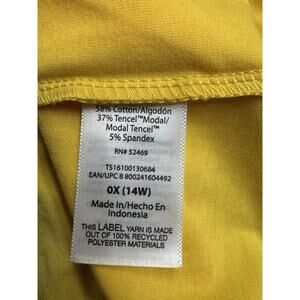 58% Cotton/Algodón
37% Tencel™Modal/
Modal Tencel™
5% Spandex
RN# 52469
TS16100130684
EAN/UPC 8 800241604492
0X (14W)
Made In/Hecho En
Indonesia
THIS LABEL YARN IS MADE
OUT OF 100% RECYCLED
POLYESTER MATERIALS